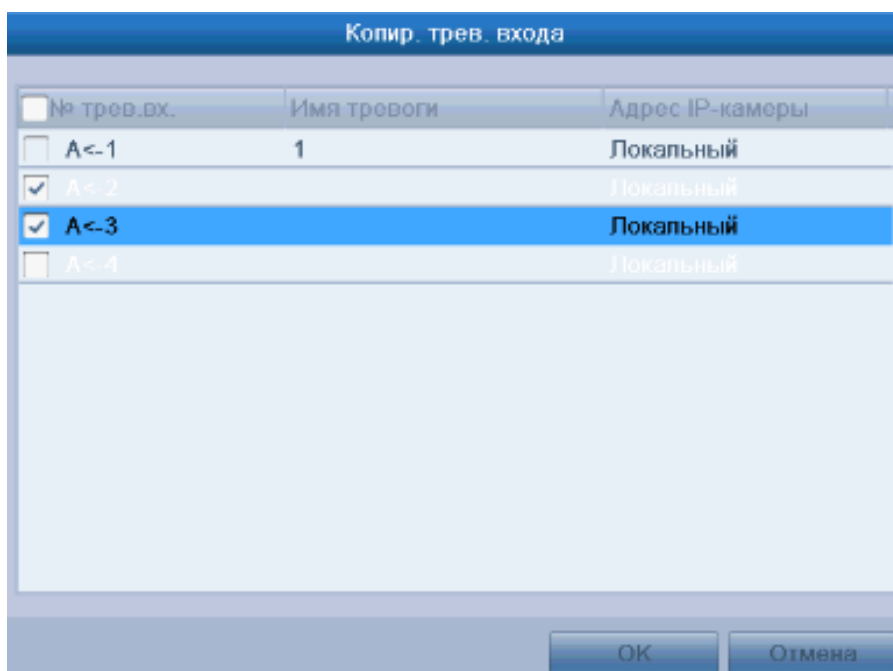 Копир. трев. входа
№ трев.вх. Имя тревоги Адрес IP-камеры
A<-1 1 Локальный
A<-2 Локальный
A<-3 Локальный
A<-4 Локальный
OK Отмена